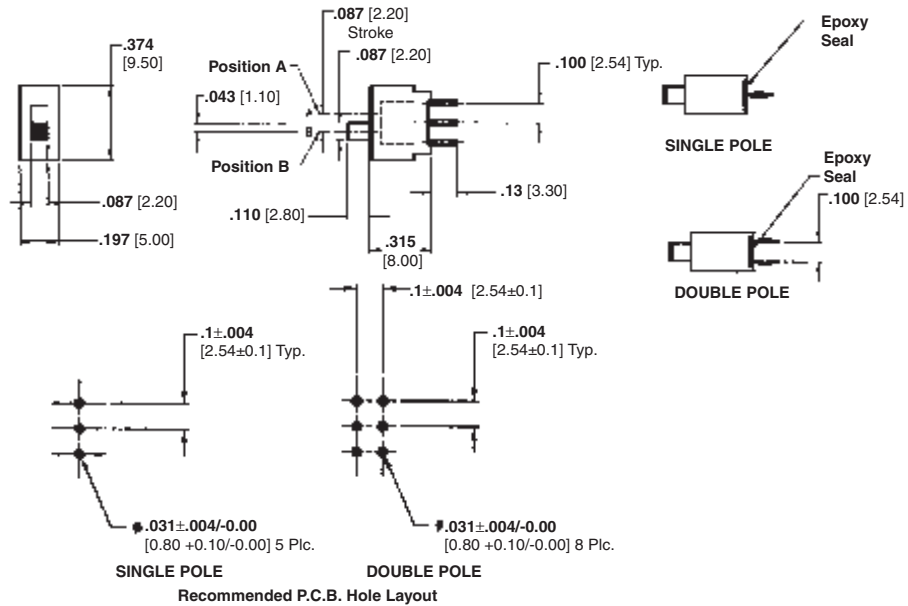 .087 [2.20]
Stroke
.374
[9.50]
.087 [2.20]
Position A
.043 [1.10]
.100 [2.54] Typ.
Epoxy
Seal
SINGLE POLE
Position B
.087 [2.20]
.13 [3.30]
.110 [2.80]
.197 [5.00]
.315
[8.00]
Epoxy
Seal
.100 [2.54]
DOUBLE POLE
.1±.004 [2.54±0.1]
.1±.004
[2.54±0.1] Typ.
.1±.004
[2.54±0.1] Typ.
.031±.004/-0.00
[0.80 +0.10/-0.00] 5 Plc.
.031±.004/-0.00
[0.80 +0.10/-0.00] 8 Plc.
SINGLE POLE
DOUBLE POLE
Recommended P.C.B. Hole Layout